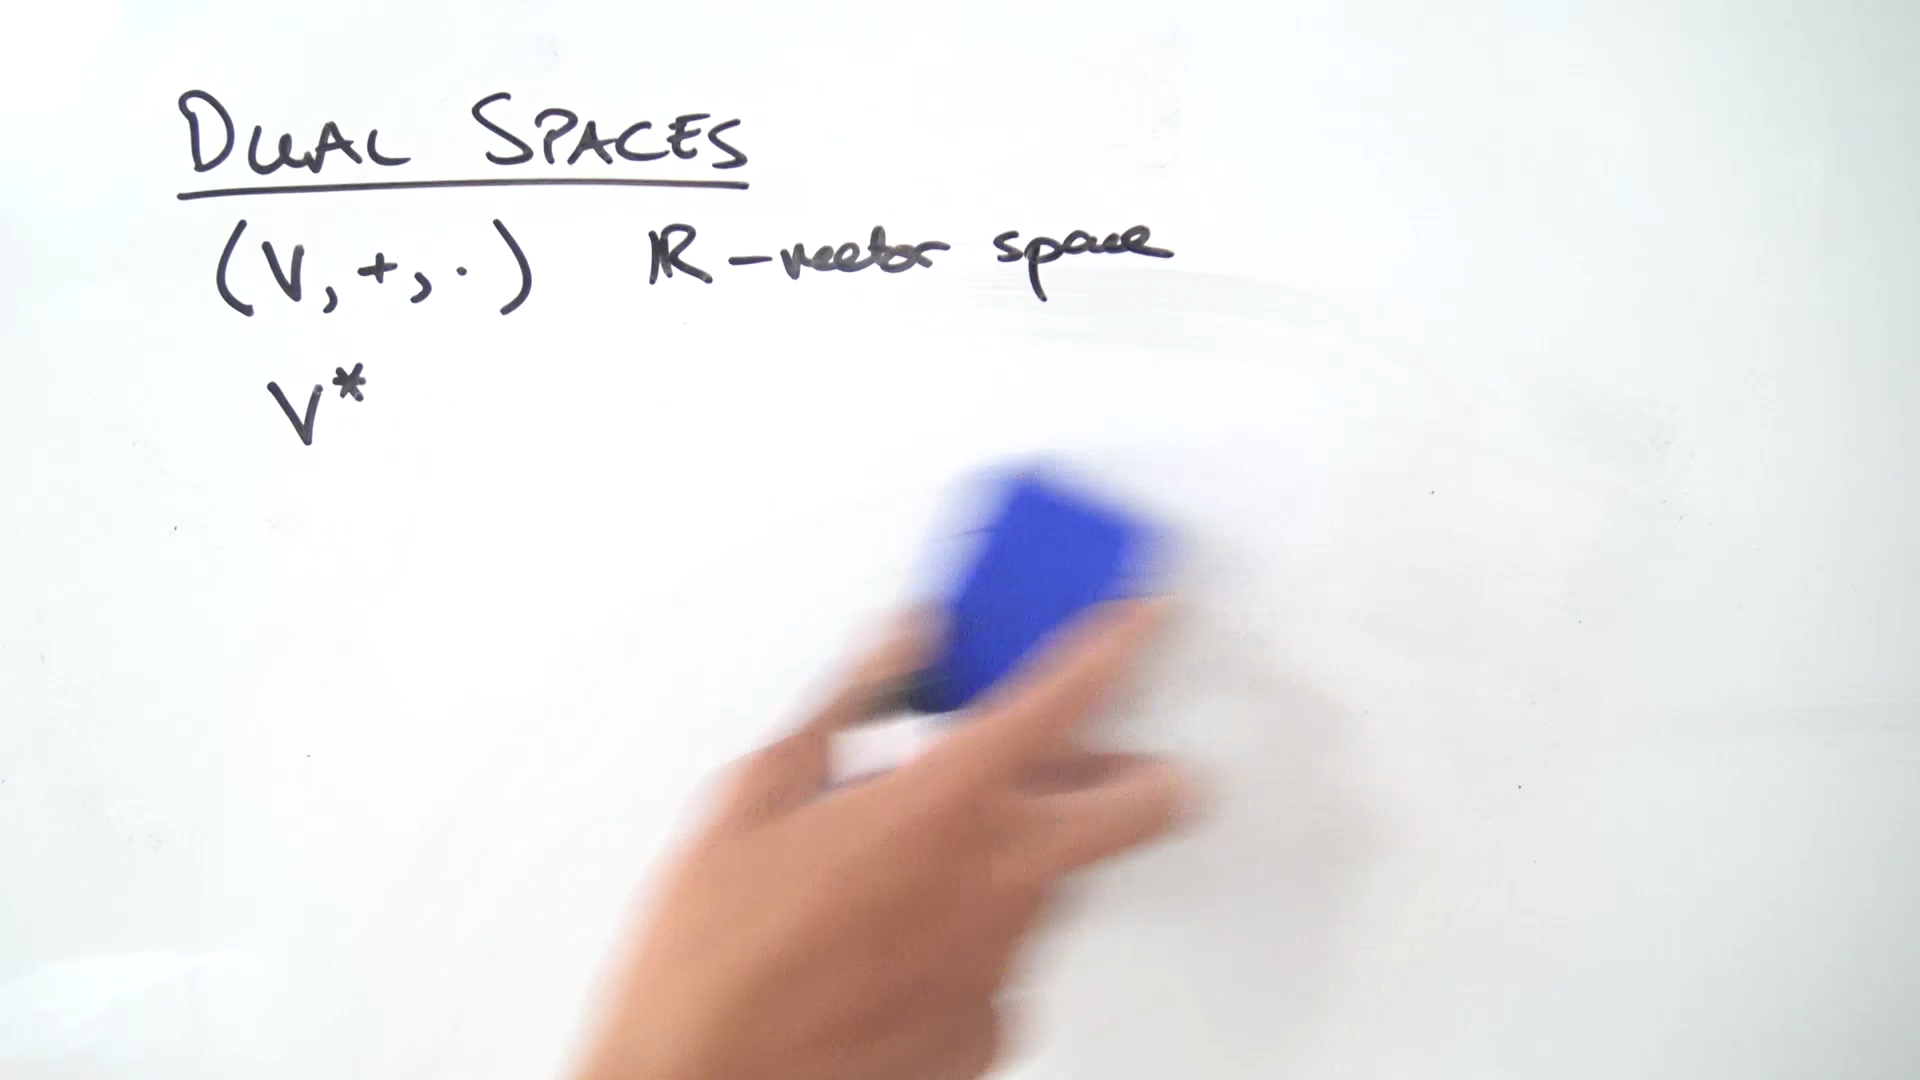 DUAL SPACES
(V, +, ·) ℝ-vector space
V*